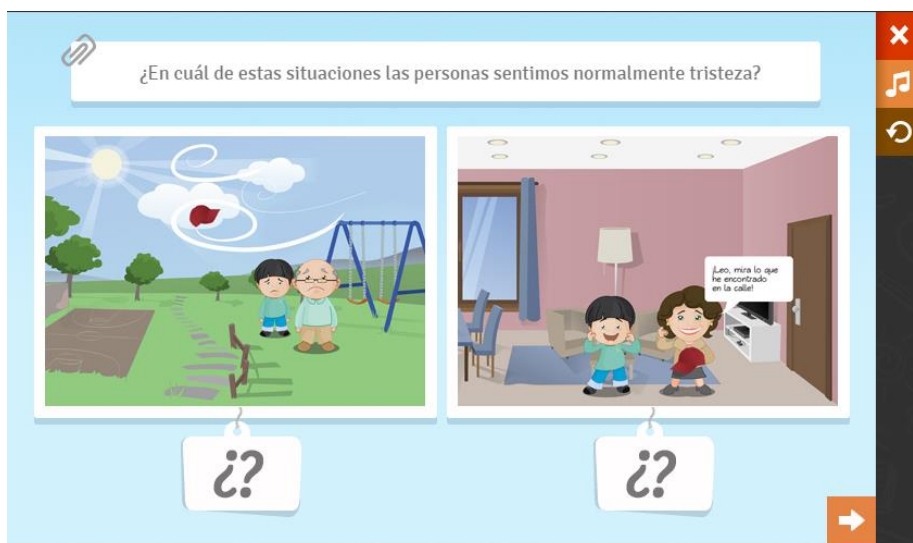 ¿En cuál de estas situaciones las personas sentimos normalmente tristeza?
¡Leo, mira lo que
he encontrado
en la calle!
¿?
¿?